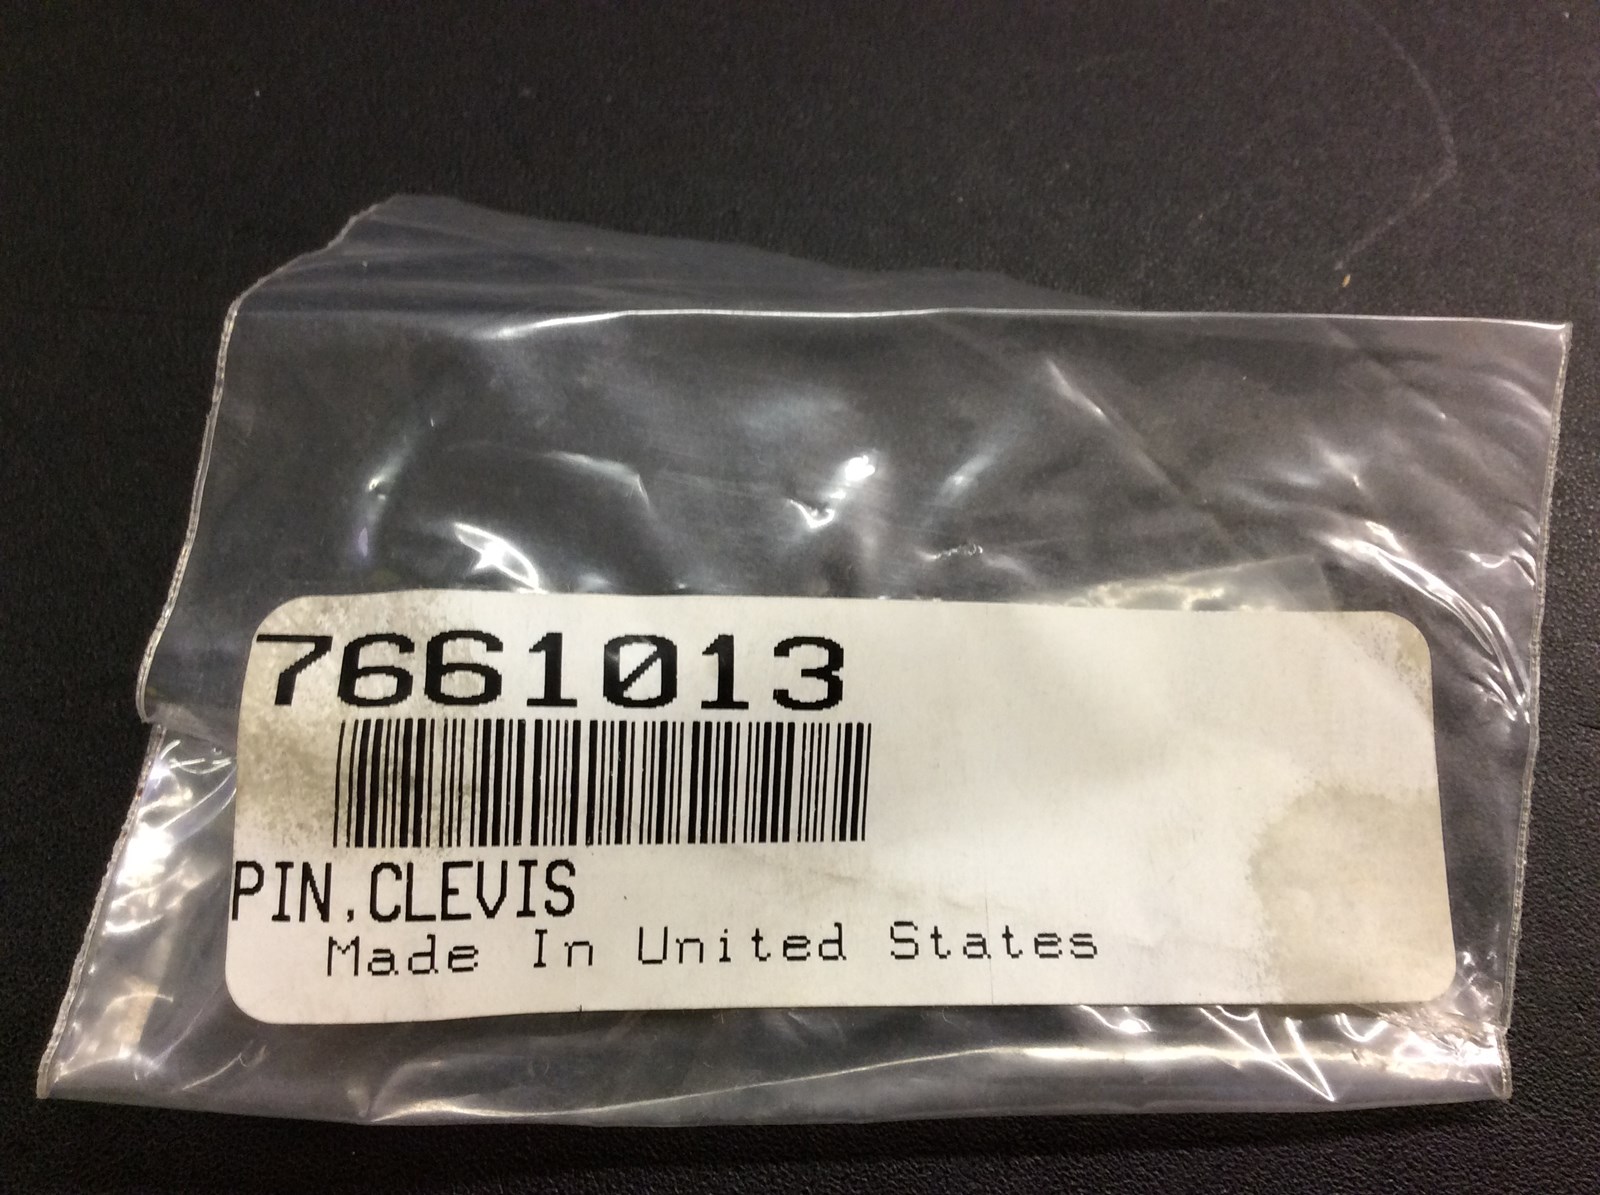 7661013
PIN,CLEVIS
Made In United States